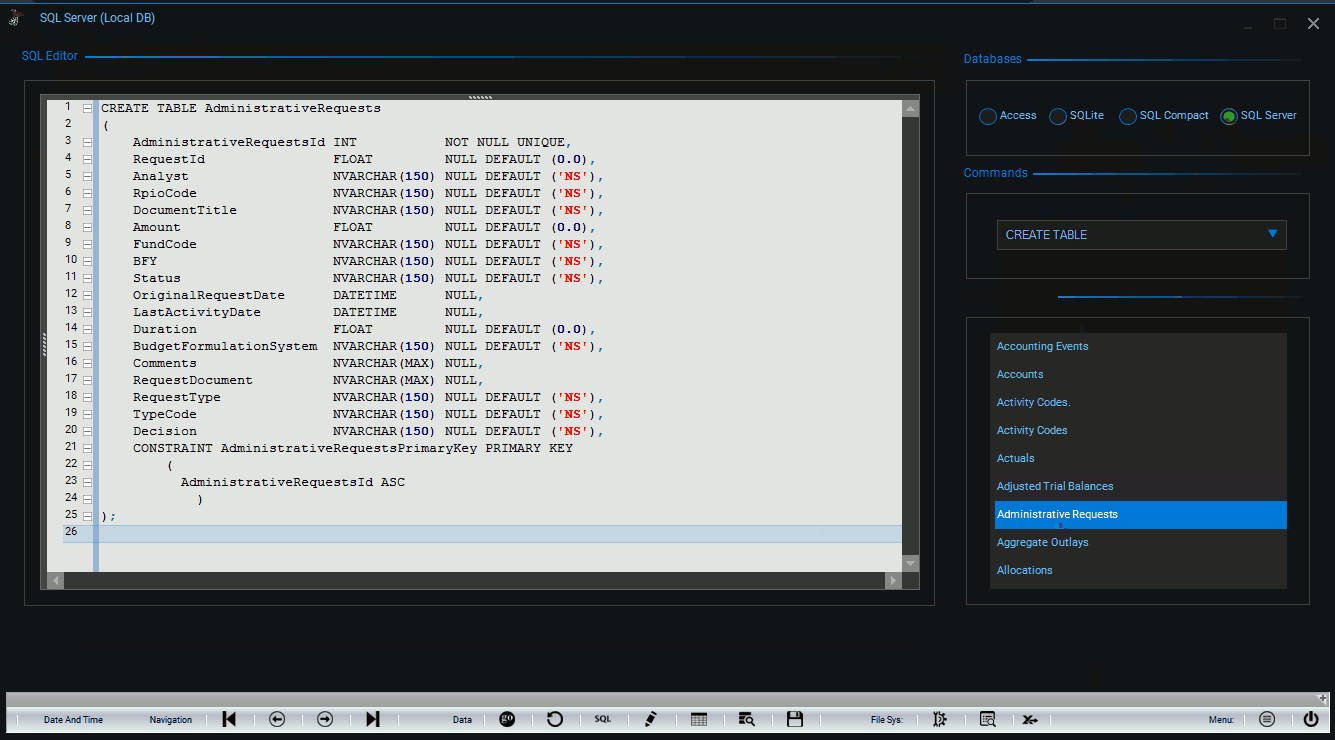 SQL Server (Local DB)
SQL Editor
1 CREATE TABLE AdministrativeRequests
2 (
3 AdministrativeRequestsId INT NOT NULL UNIQUE,
4 RequestId FLOAT NULL DEFAULT (0.0),
5 Analyst NVARCHAR(150) NULL DEFAULT ('NS'),
6 RpioCode NVARCHAR(150) NULL DEFAULT ('NS'),
7 DocumentTitle NVARCHAR(150) NULL DEFAULT ('NS'),
8 Amount FLOAT NULL DEFAULT (0.0),
9 FundCode NVARCHAR(150) NULL DEFAULT ('NS'),
10 BFY NVARCHAR(150) NULL DEFAULT ('NS'),
11 Status NVARCHAR(150) NULL DEFAULT ('NS'),
12 OriginalRequestDate DATETIME NULL,
13 LastActivityDate DATETIME NULL,
14 Duration FLOAT NULL DEFAULT (0.0),
15 BudgetFormulationSystem NVARCHAR(150) NULL DEFAULT ('NS'),
16 Comments NVARCHAR(MAX) NULL,
17 RequestDocument NVARCHAR(MAX) NULL,
18 RequestType NVARCHAR(150) NULL DEFAULT ('NS'),
19 TypeCode NVARCHAR(150) NULL DEFAULT ('NS'),
20 Decision NVARCHAR(150) NULL DEFAULT ('NS'),
21 CONSTRAINT AdministrativeRequestsPrimaryKey PRIMARY KEY
22 (
23 AdministrativeRequestsId ASC
24 )
25 );
26
Databases
Access SQLite SQL Compact SQL Server
Commands
CREATE TABLE
Accounting Events
Accounts
Activity Codes.
Activity Codes
Actuals
Adjusted Trial Balances
Administrative Requests
Aggregate Outlays
Allocations
Date And Time Navigation Data go SQL File Sys: Menu: